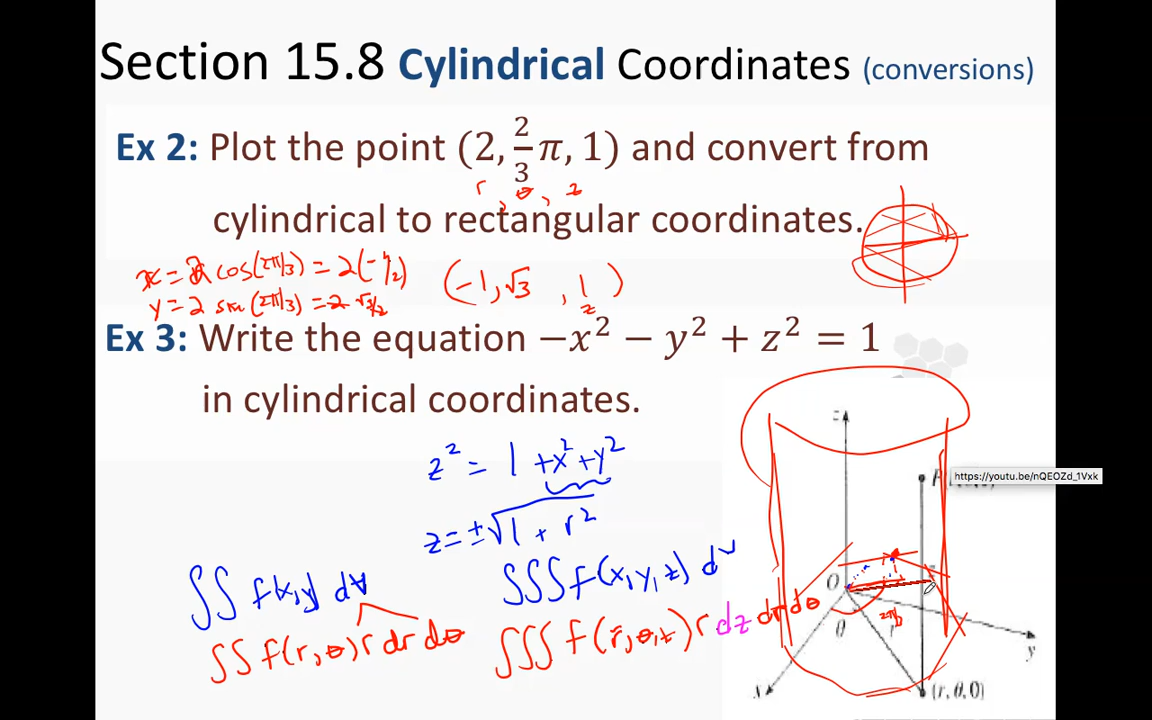 Section 15.8 Cylindrical Coordinates (conversions)
Ex 2: Plot the point (2, 2/3 π, 1) and convert from
r, θ, z
cylindrical to rectangular coordinates.
x = 2 cos(2π/3) = 2(-1/2)
y = 2 sin(2π/3) = 2 √3/2
(-1, √3, 1)
z
Ex 3: Write the equation −x² − y² + z² = 1
in cylindrical coordinates.
z² = 1 + x² + y²
z = ±√(1 + r²)
∫∫ f(x,y) dA
∫∫∫ f(x,y,z) dV
∫∫ f(r,θ) r dr dθ
∫∫∫ f(r,θ,z) r dz dr dθ
z
https://youtu.be/nQEOZd_1Vxk
P
O
θ
r
y
x
(r, θ, 0)